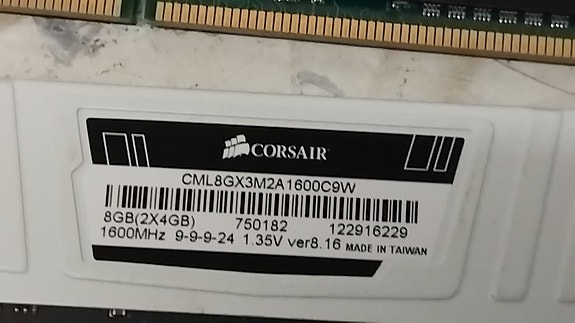 CORSAIR
CML8GX3M2A1600C9W
8GB(2X4GB) 750182 122916229
1600MHz 9-9-9-24 1.35V ver8.16 MADE IN TAIWAN